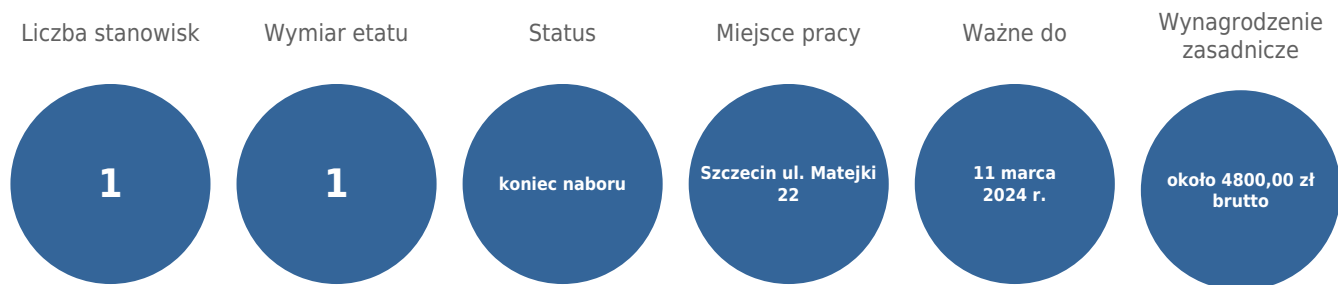 Liczba stanowisk
1
Wymiar etatu
1
Status
koniec naboru
Miejsce pracy
Szczecin ul. Matejki
22
Ważne do
11 marca
2024 r.
Wynagrodzenie
zasadnicze
około 4800,00 zł
brutto